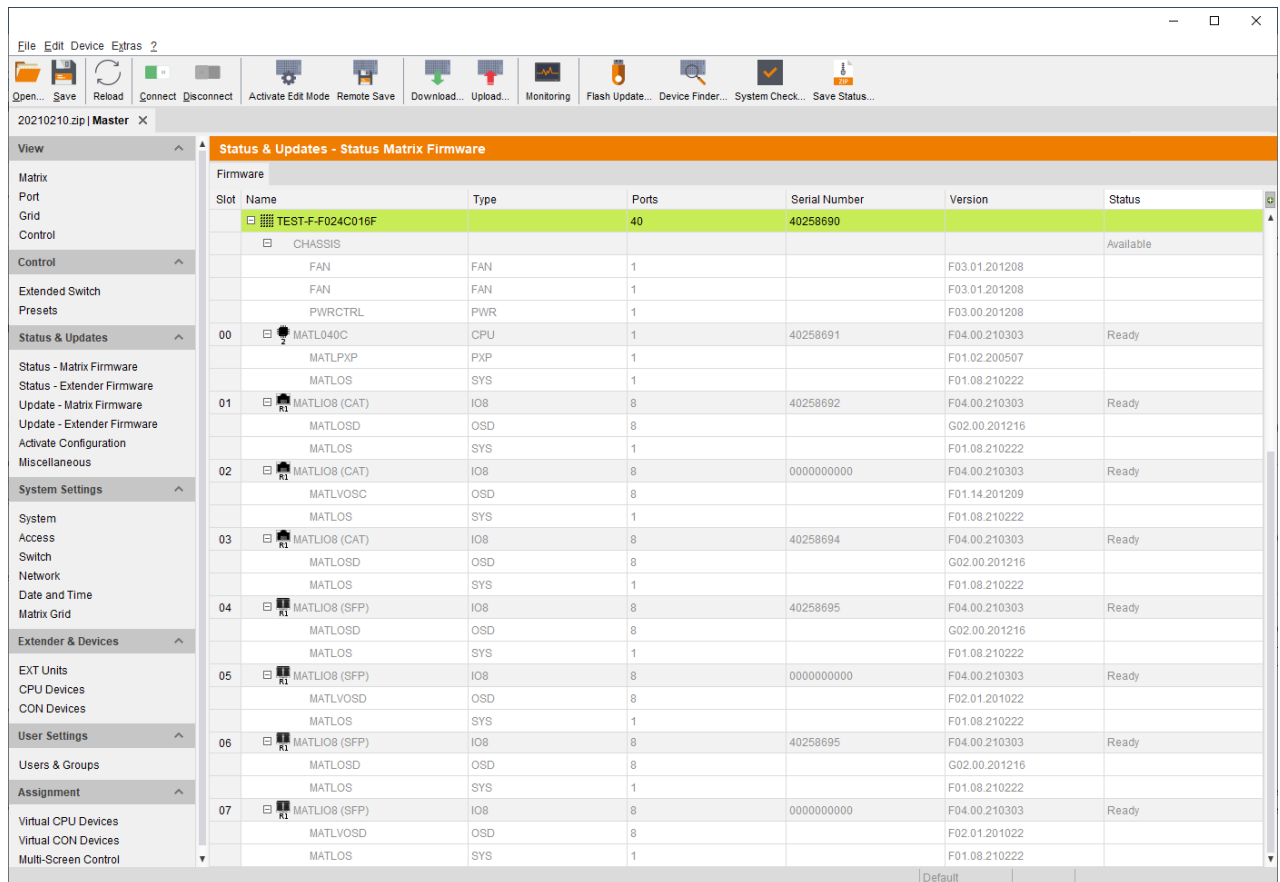 File Edit Device Extras ?
Open... Save Reload Connect Disconnect Activate Edit Mode Remote Save Download... Upload... Monitoring Flash Update... Device Finder... System Check... Save Status...
20210210.zip| Master
View
Matrix
Port
Grid
Control
Control
Extended Switch
Presets
Status & Updates
Status - Matrix Firmware
Status - Extender Firmware
Update - Matrix Firmware
Update - Extender Firmware
Activate Configuration
Miscellaneous
System Settings
System
Access
Switch
Network
Date and Time
Matrix Grid
Extender & Devices
EXT Units
CPU Devices
CON Devices
User Settings
Users & Groups
Assignment
Virtual CPU Devices
Virtual CON Devices
Multi-Screen Control
Status & Updates - Status Matrix Firmware
Firmware
Slot Name Type Ports Serial Number Version Status
TEST-F-F024C016F 40 40258690
CHASSIS Available
FAN FAN 1 F03.01.201208
FAN FAN 1 F03.01.201208
PWRCTRL PWR 1 F03.00.201208
00 2 MATL040C CPU 1 40258691 F04.00.210303 Ready
MATLPXP PXP 1 F01.02.200507
MATLOS SYS 1 F01.08.210222
01 R1 MATLIO8 (CAT) IO8 8 40258692 F04.00.210303 Ready
MATLOSD OSD 8 G02.00.201216
MATLOS SYS 1 F01.08.210222
02 R1 MATLIO8 (CAT) IO8 8 0000000000 F04.00.210303 Ready
MATLVOSC OSD 8 F01.14.201209
MATLOS SYS 1 F01.08.210222
03 R1 MATLIO8 (CAT) IO8 8 40258694 F04.00.210303 Ready
MATLOSD OSD 8 G02.00.201216
MATLOS SYS 1 F01.08.210222
04 R1 MATLIO8 (SFP) IO8 8 40258695 F04.00.210303 Ready
MATLOSD OSD 8 G02.00.201216
MATLOS SYS 1 F01.08.210222
05 R1 MATLIO8 (SFP) IO8 8 0000000000 F04.00.210303 Ready
MATLVOSD OSD 8 F02.01.201022
MATLOS SYS 1 F01.08.210222
06 R1 MATLIO8 (SFP) IO8 8 40258695 F04.00.210303 Ready
MATLOSD OSD 8 G02.00.201216
MATLOS SYS 1 F01.08.210222
07 R1 MATLIO8 (SFP) IO8 8 0000000000 F04.00.210303 Ready
MATLVOSD OSD 8 F02.01.201022
MATLOS SYS 1 F01.08.210222
Default